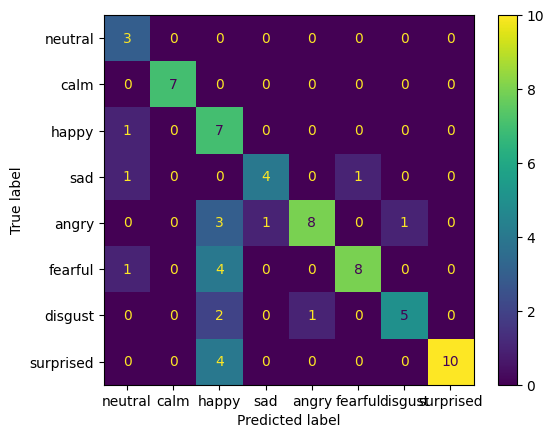 True label
neutral 3 0 0 0 0 0 0 0
calm 0 7 0 0 0 0 0 0
happy 1 0 7 0 0 0 0 0
sad 1 0 0 4 0 1 0 0
angry 0 0 3 1 8 0 1 0
fearful 1 0 4 0 0 8 0 0
disgust 0 0 2 0 1 0 5 0
surprised 0 0 4 0 0 0 0 10
neutral calm happy sad angry fearful disgust surprised
Predicted label
10
8
6
4
2
0